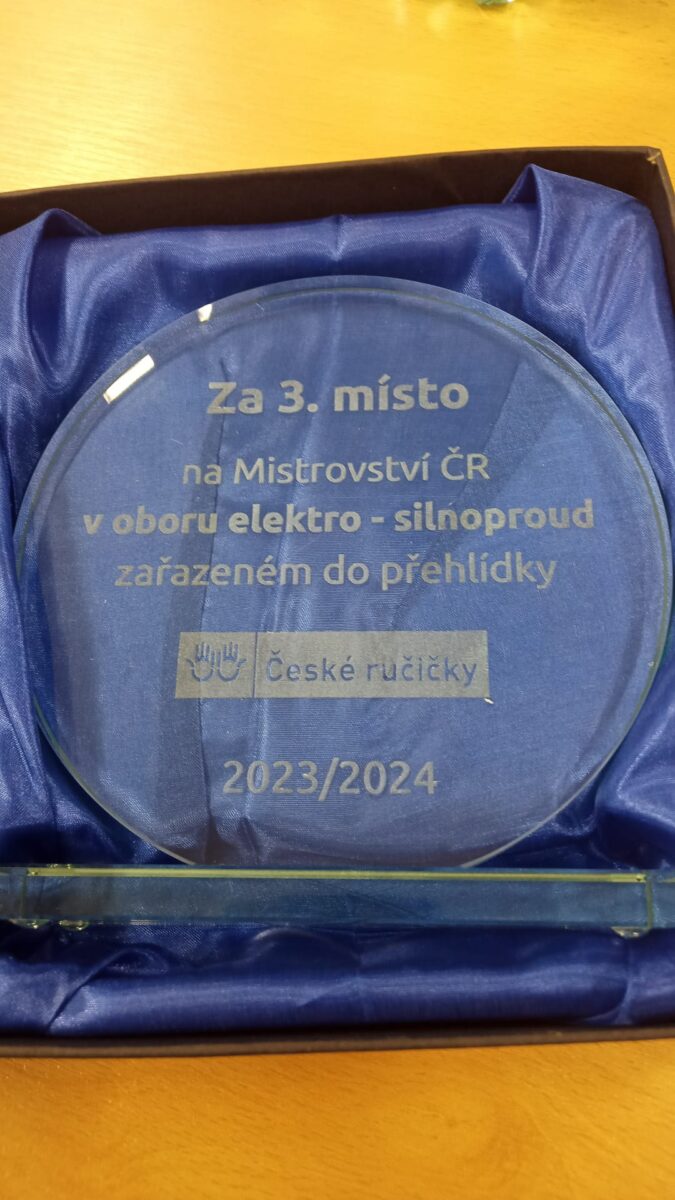 Za 3. místo
na Mistrovství ČR
v oboru elektro - silnoproud
zařazeném do přehlídky
České ručičky
2023/2024